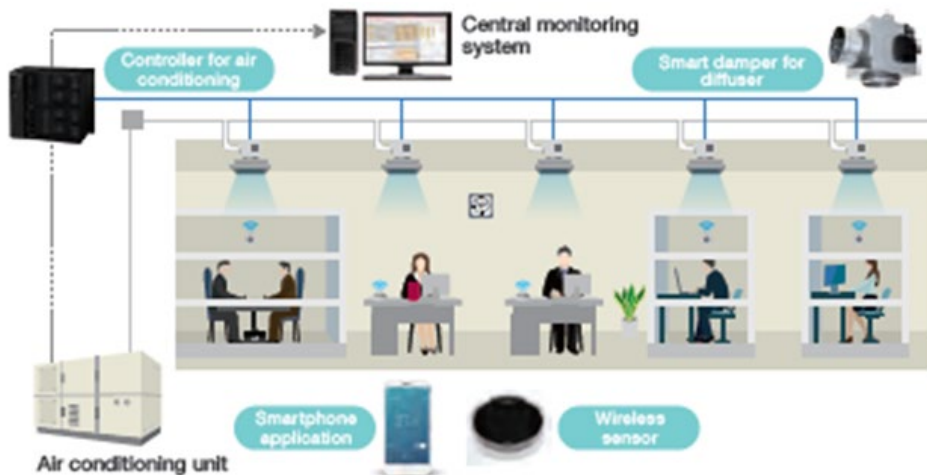 Central monitoring
system
Controller for air
conditioning
Smart damper for
diffuser
Smartphone
application
Wireless
sensor
Air conditioning unit